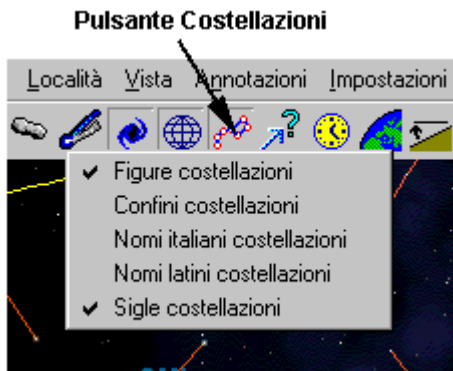 Pulsante Costellazioni
Località Vista Annotazioni Impostazioni
Figure costellazioni
Confini costellazioni
Nomi italiani costellazioni
Nomi latini costellazioni
Sigle costellazioni